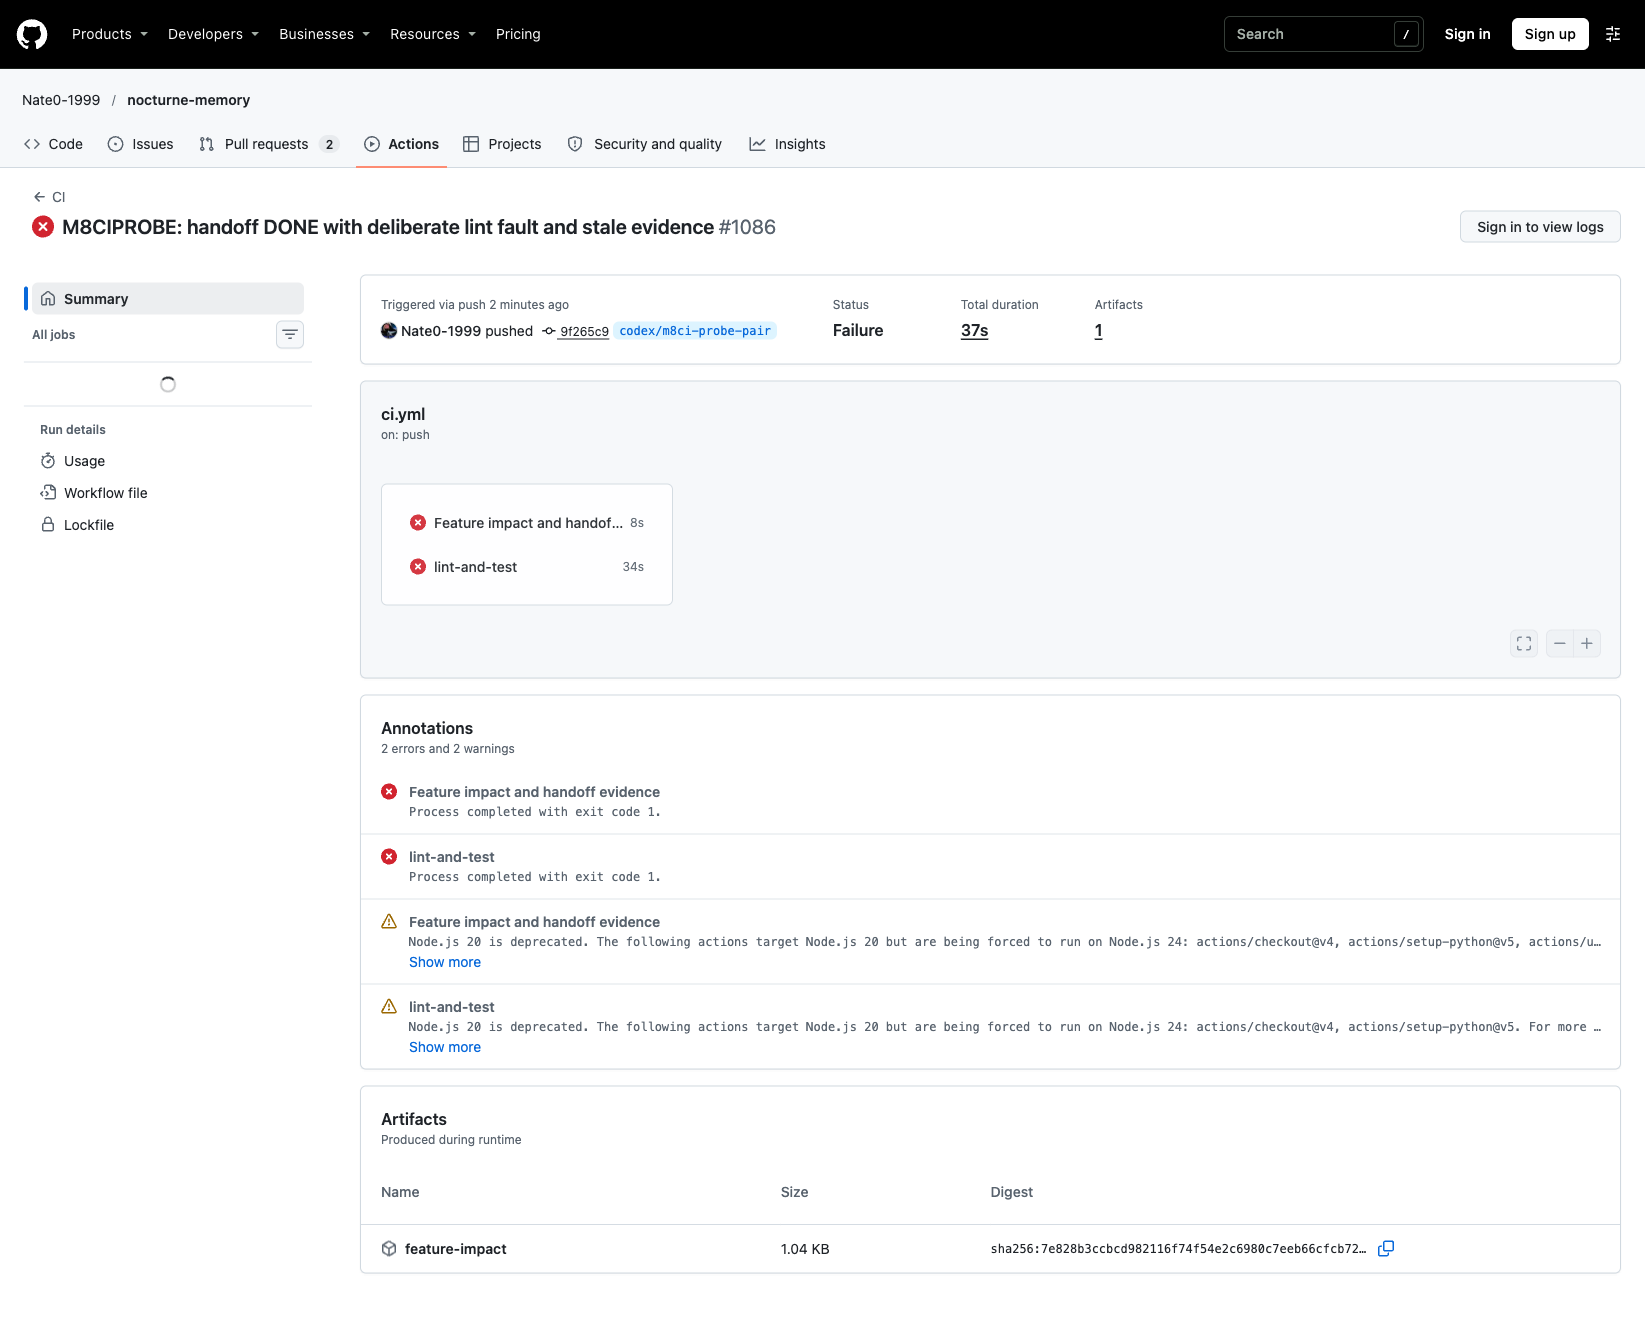 Products Developers Businesses Resources Pricing Search / Sign in Sign up
Nate0-1999 / nocturne-memory
Code Issues Pull requests 2 Actions Projects Security and quality Insights
CI
M8CIPROBE: handoff DONE with deliberate lint fault and stale evidence #1086
Sign in to view logs
Summary
All jobs
Run details
Usage
Workflow file
Lockfile
Triggered via push 2 minutes ago
Nate0-1999 pushed 9f265c9 codex/m8ci-probe-pair
Status
Failure
Total duration
37s
Artifacts
1
ci.yml
on: push
Feature impact and handof... 8s
lint-and-test 34s
Annotations
2 errors and 2 warnings
Feature impact and handoff evidence
Process completed with exit code 1.
lint-and-test
Process completed with exit code 1.
Feature impact and handoff evidence
Node.js 20 is deprecated. The following actions target Node.js 20 but are being forced to run on Node.js 24: actions/checkout@v4, actions/setup-python@v5, actions/u…
Show more
lint-and-test
Node.js 20 is deprecated. The following actions target Node.js 20 but are being forced to run on Node.js 24: actions/checkout@v4, actions/setup-python@v5. For more …
Show more
Artifacts
Produced during runtime
Name Size Digest
feature-impact 1.04 KB sha256:7e828b3ccbcd982116f74f54e2c6980c7eeb66cfcb72…